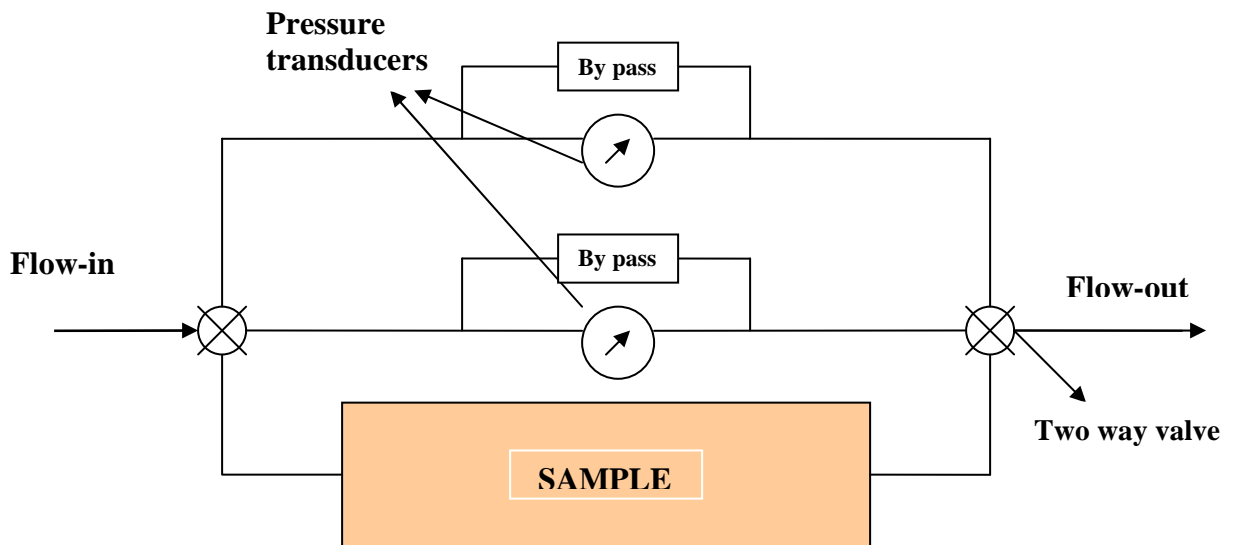 Pressure
transducers
By pass
By pass
Flow-in
Flow-out
Two way valve
SAMPLE